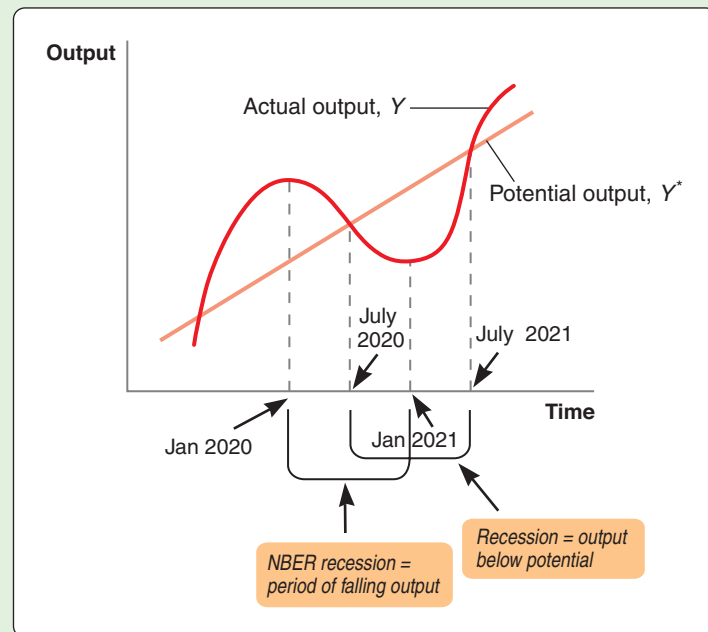 Output
Actual output, Y
Potential output, Y*
July
2020
July 2021
Time
Jan 2020
Jan 2021
NBER recession =
period of falling output
Recession = output
below potential